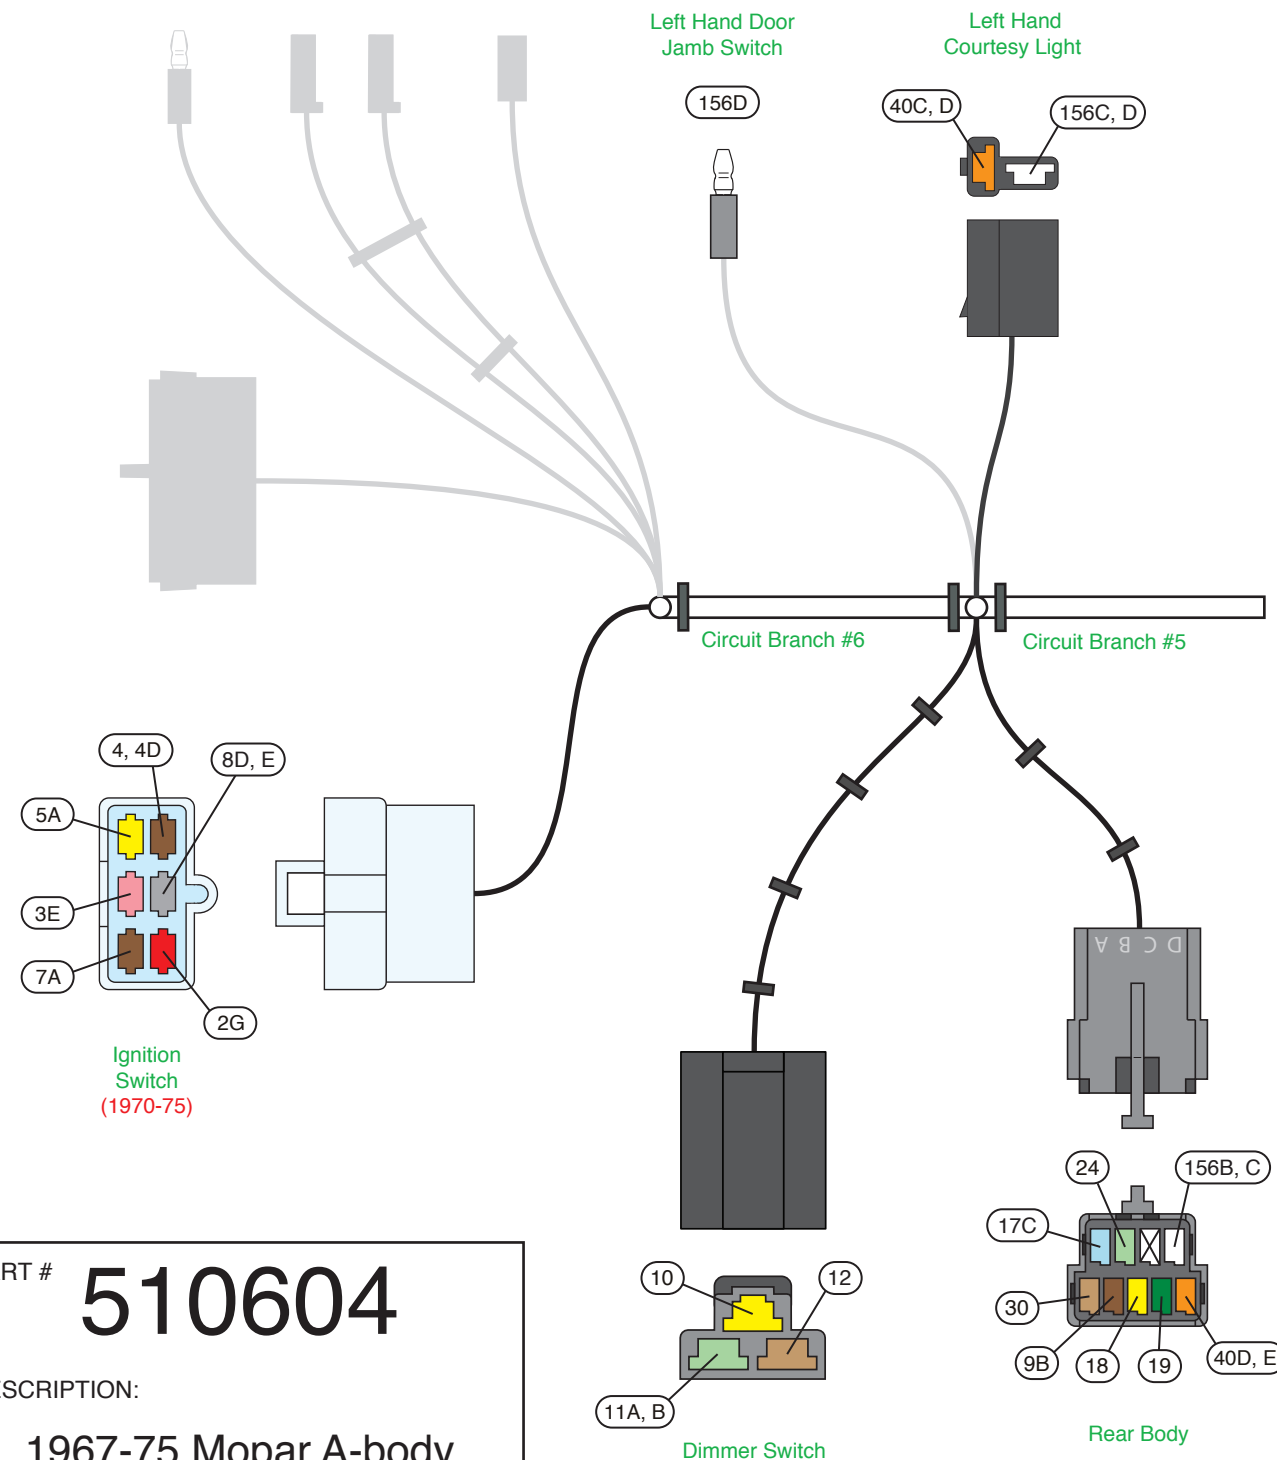 Left Hand Door
Jamb Switch
Left Hand
Courtesy Light
156D
40C, D
156C, D
Circuit Branch #6
Circuit Branch #5
4, 4D
8D, E
5A
3E
7A
2G
Ignition
Switch
(1970-75)
A B C D
24
156B, C
17C
30
9B
18
19
40D, E
Rear Body
10
12
11A, B
Dimmer Switch
RT # 510604
ESCRIPTION:
1967-75 Mopar A-body